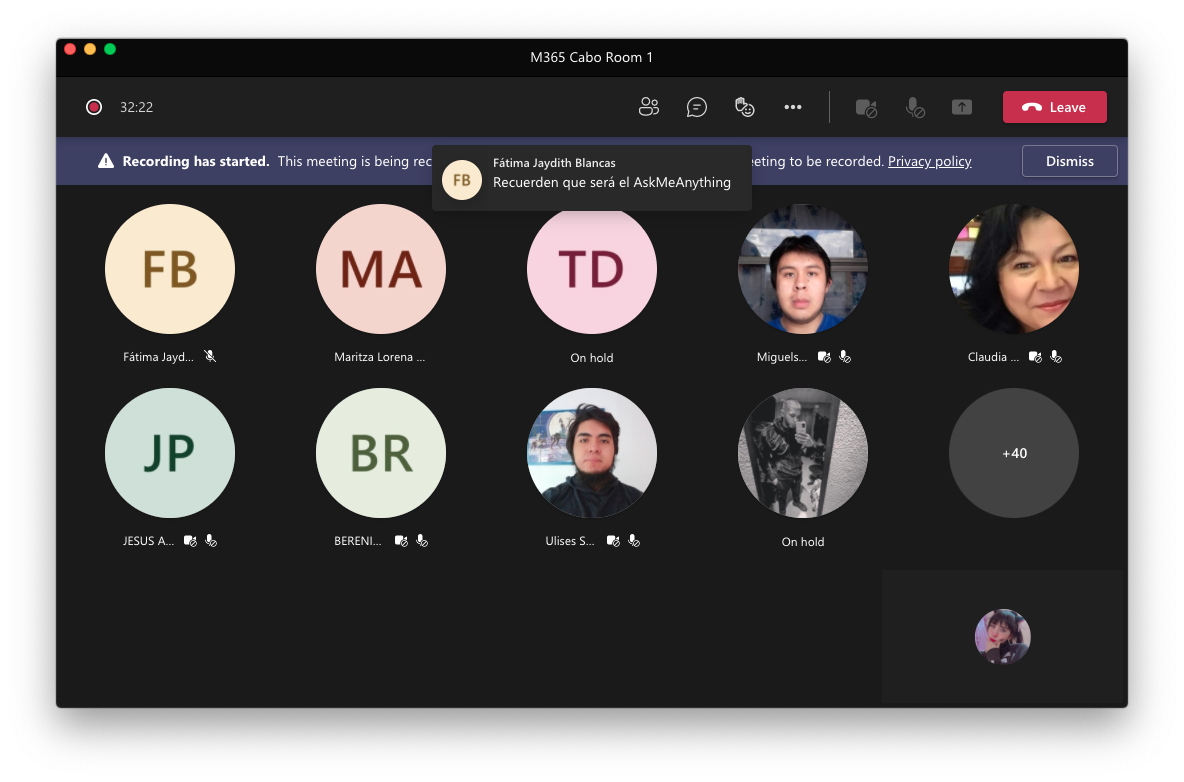 M365 Cabo Room 1
32:22
Leave
Recording has started. This meeting is being rec
eeting to be recorded. Privacy policy
Dismiss
Fátima Jaydith Blancas
FB
Recuerden que será el AskMeAnything
FB
MA
TD
Fátima Jayd...
Maritza Lorena ...
On hold
Miguels...
Claudia ...
JP
BR
+40
JESUS A...
BERENI...
Ulises S...
On hold